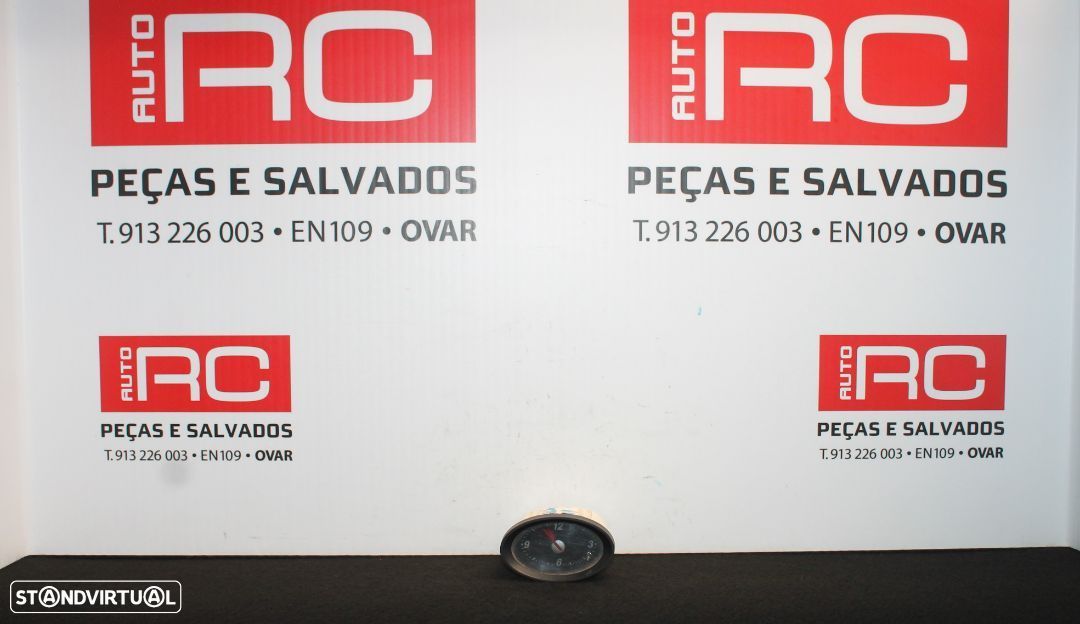 AUTO RC
PEÇAS E SALVADOS
T. 913 226 003 • EN109 • OVAR
AUTO RC
PEÇAS E SALVADOS
T. 913 226 003 • EN109 • OVAR
AUTO RC
PEÇAS E SALVADOS
T. 913 226 003 • EN109 • OVAR
AUTO RC
PEÇAS E SALVADOS
T. 913 226 003 • EN109 • OVAR
12
9 3
6
STANDVIRTUAL